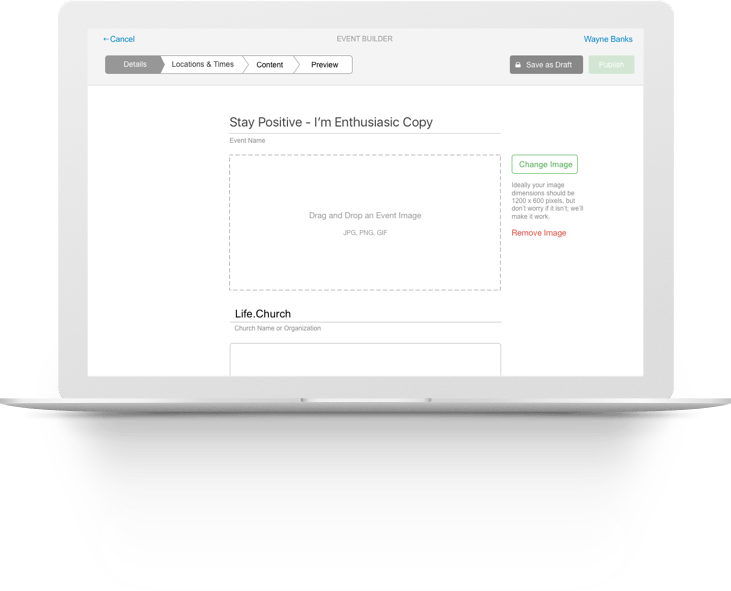 ←Cancel
EVENT BUILDER
Wayne Banks
Details
Locations & Times
Content
Preview
Save as Draft
Publish
Stay Positive - I'm Enthusiasic Copy
Event Name
Drag and Drop an Event Image
JPG, PNG, GIF
Change Image
Ideally your image
dimensions should be
1200 x 600 pixels, but
don't worry if it isn't; we'll
make it work.
Remove Image
Life.Church
Church Name or Organization